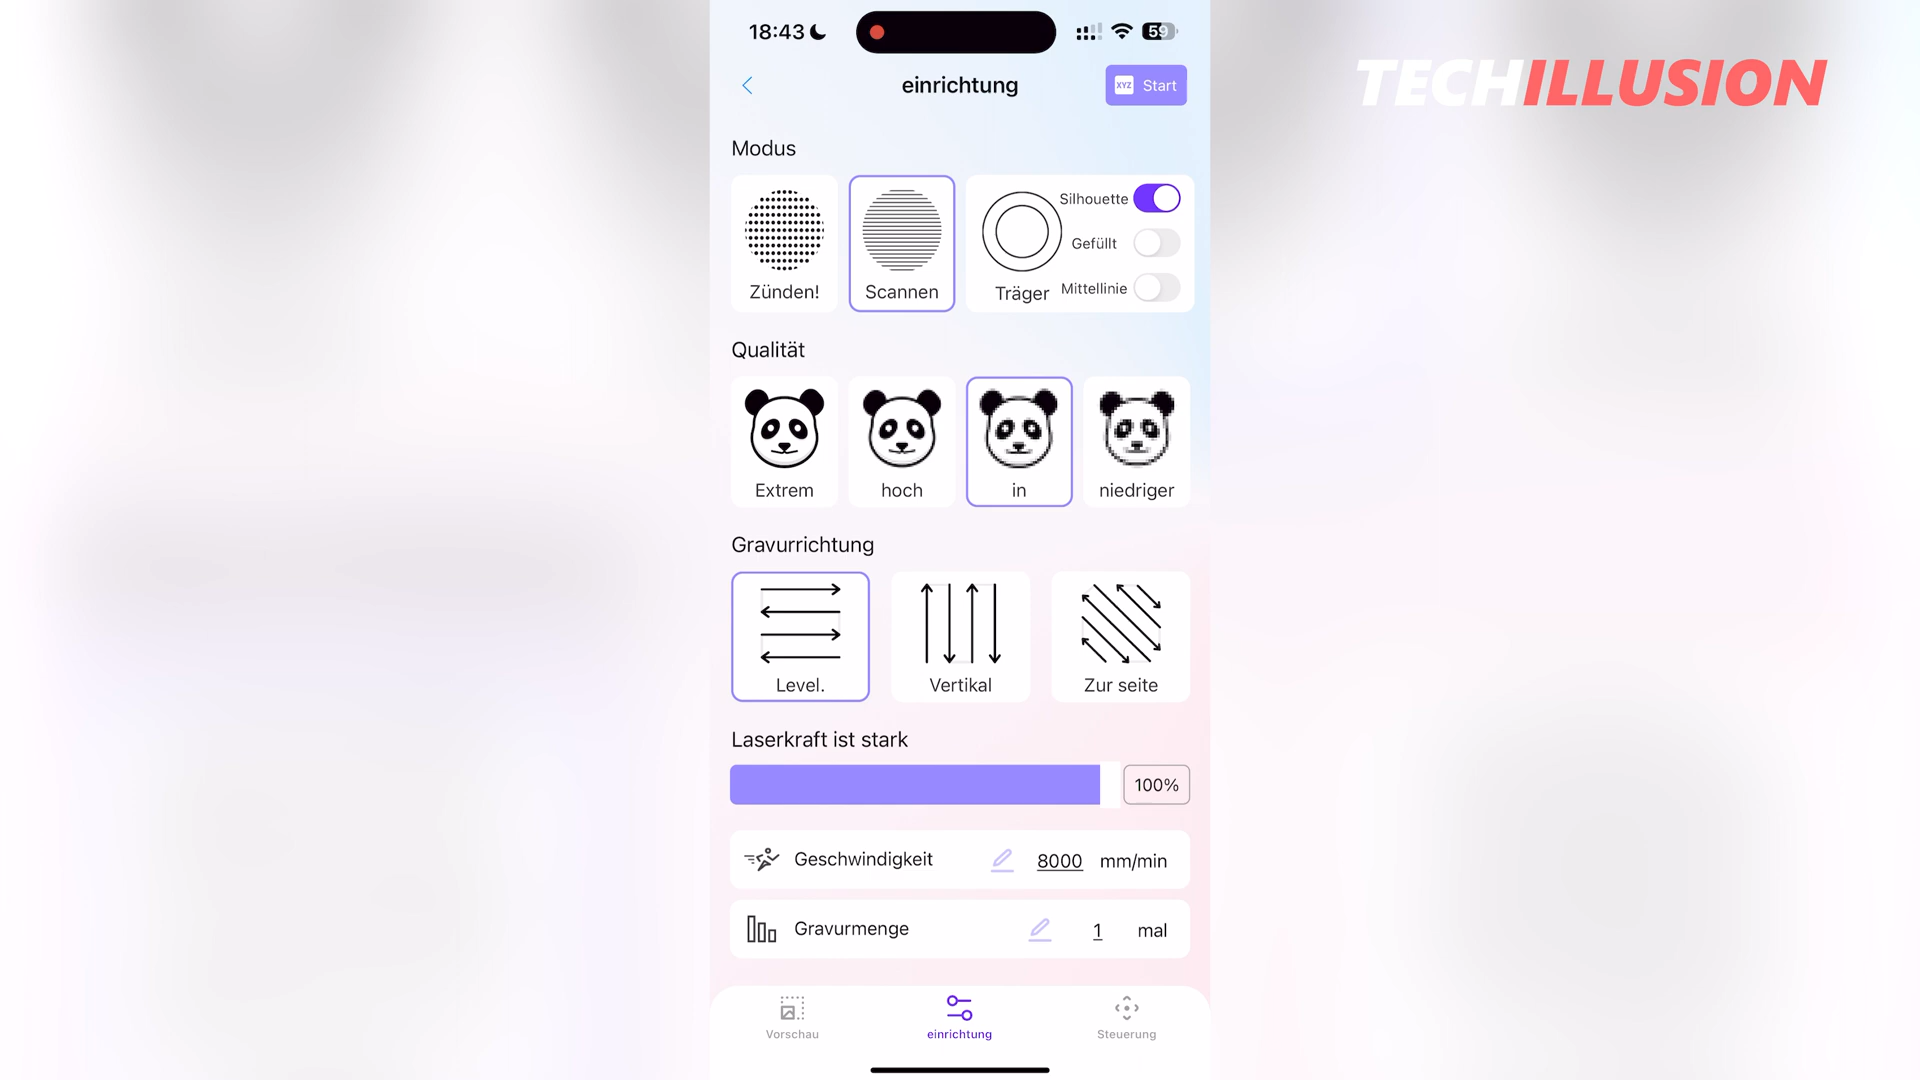 18:43
59
TECHILLUSION
einrichtung
XYZ Start
Modus
Silhouette
Gefüllt
Mittellinie
Zünden!
Scannen
Träger
Qualität
Extrem
hoch
in
niedriger
Gravurrichtung
Level.
Vertikal
Zur seite
Laserkraft ist stark
100%
Geschwindigkeit 8000 mm/min
Gravurmenge 1 mal
Vorschau
einrichtung
Steuerung